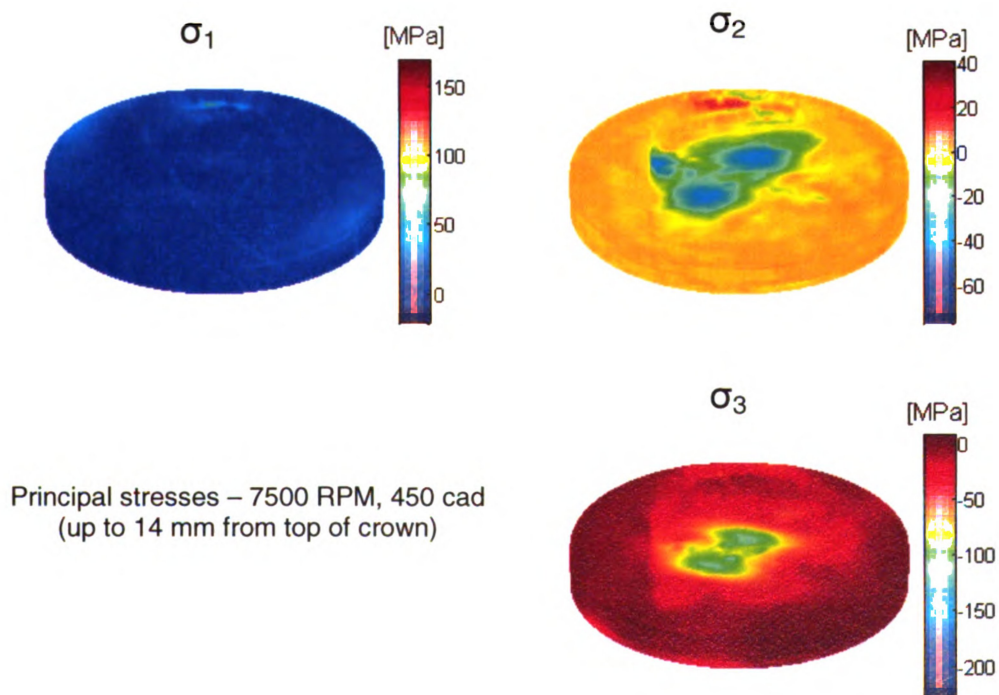 σ1
[MPa]
150
100
50
0
σ2
[MPa]
40
20
0
-20
-40
-60
σ3
[MPa]
0
-50
-100
-150
-200
Principal stresses – 7500 RPM, 450 cad
(up to 14 mm from top of crown)